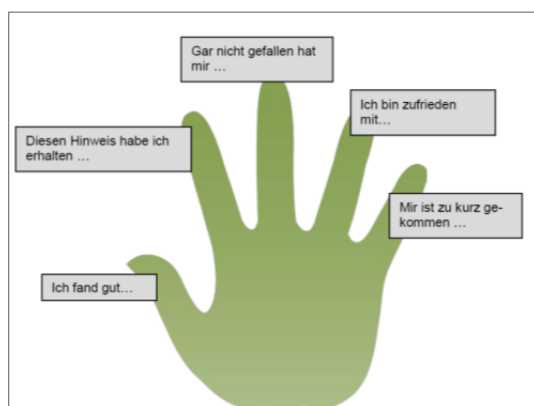 Gar nicht gefallen hat
mir ...
Ich bin zufrieden
mit...
Diesen Hinweis habe ich
erhalten ...
Mir ist zu kurz ge-
kommen ...
Ich fand gut...